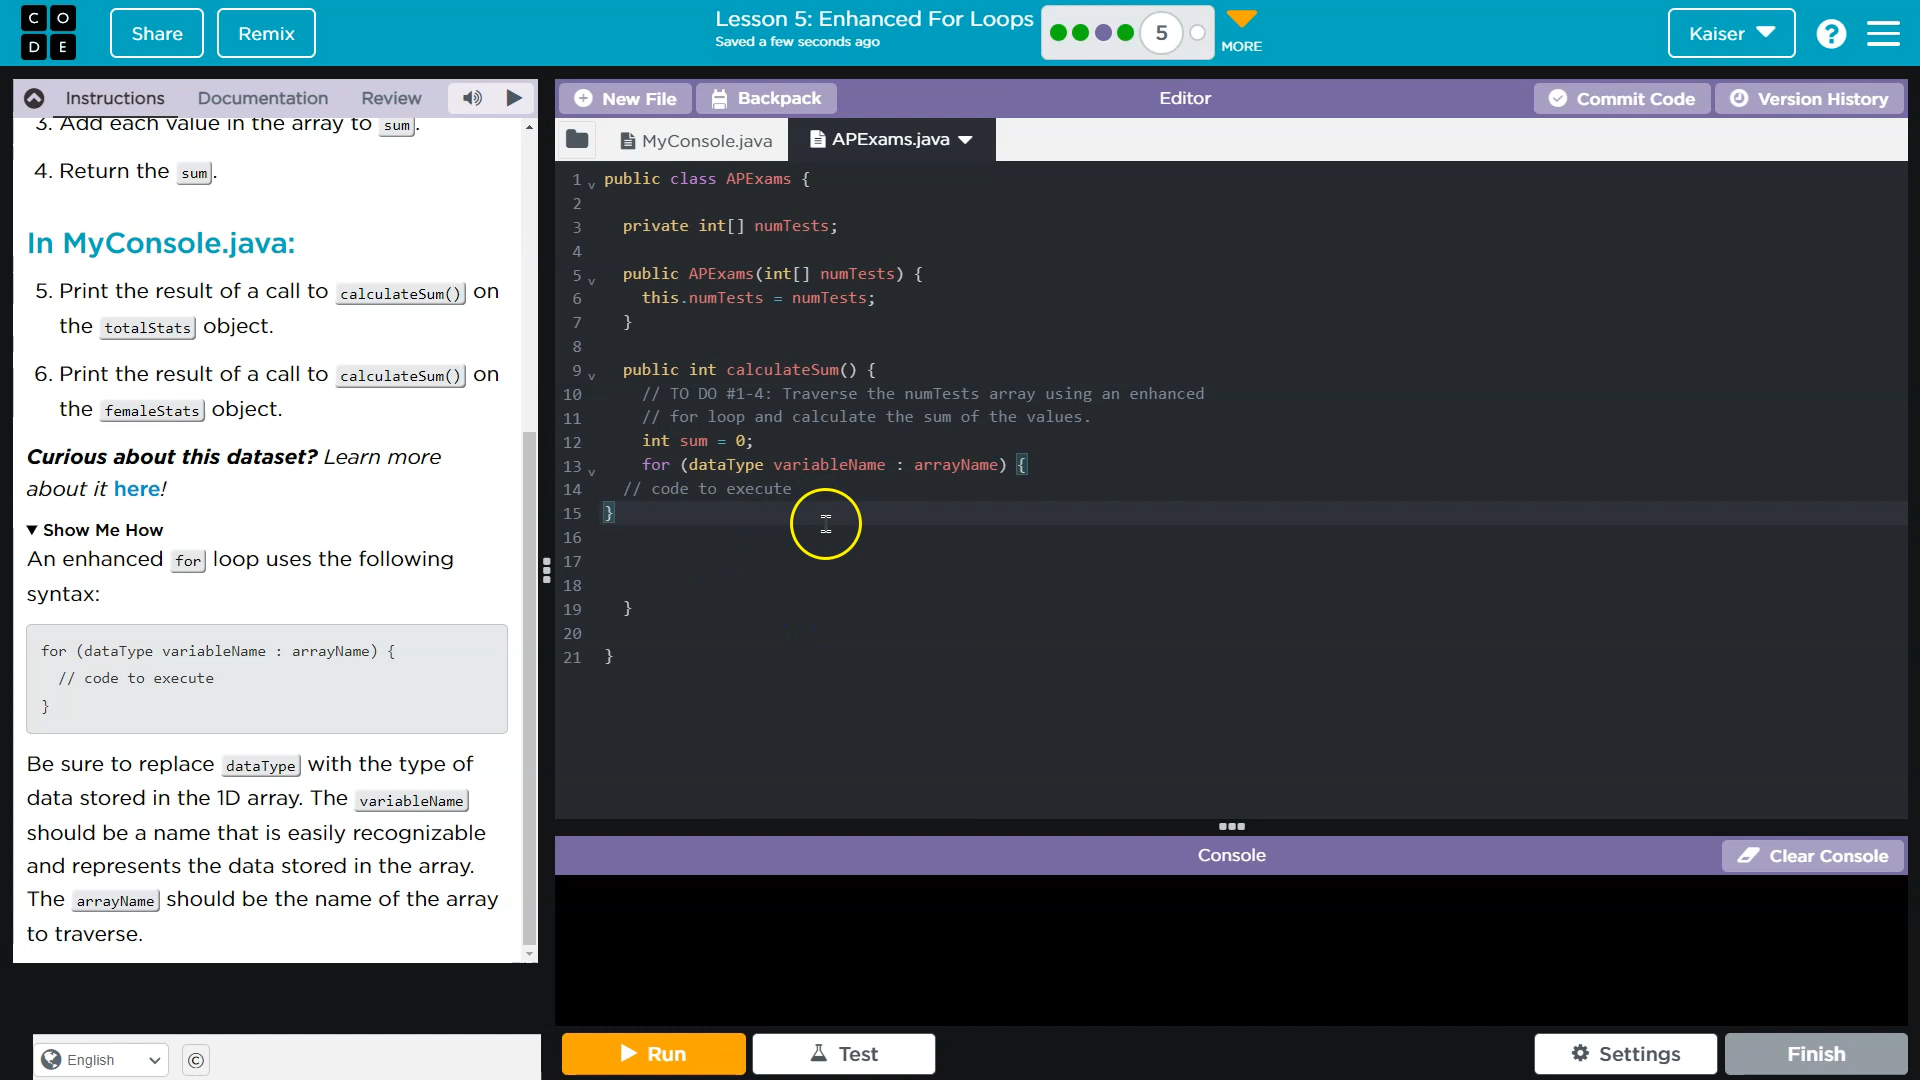 C O
D E
Share
Remix
Lesson 5: Enhanced For Loops
Saved a few seconds ago
5
MORE
Kaiser
?
Instructions
Documentation
Review
3. Add each value in the array to sum.
4. Return the sum.
In MyConsole.java:
5. Print the result of a call to calculateSum() on
the totalStats object.
6. Print the result of a call to calculateSum() on
the femaleStats object.
Curious about this dataset? Learn more
about it here!
▼ Show Me How
An enhanced for loop uses the following
syntax:
for (dataType variableName : arrayName) {
// code to execute
}
Be sure to replace dataType with the type of
data stored in the 1D array. The variableName
should be a name that is easily recognizable
and represents the data stored in the array.
The arrayName should be the name of the array
to traverse.
English
©
New File
Backpack
Editor
Commit Code
Version History
MyConsole.java
APExams.java
1 public class APExams {
2
3 private int[] numTests;
4
5 public APExams(int[] numTests) {
6 this.numTests = numTests;
7 }
8
9 public int calculateSum() {
10 // TO DO #1-4: Traverse the numTests array using an enhanced
11 // for loop and calculate the sum of the values.
12 int sum = 0;
13 for (dataType variableName : arrayName) {
14 // code to execute
15 }
16
17
18
19 }
20
21 }
Console
Clear Console
Run
Test
Settings
Finish